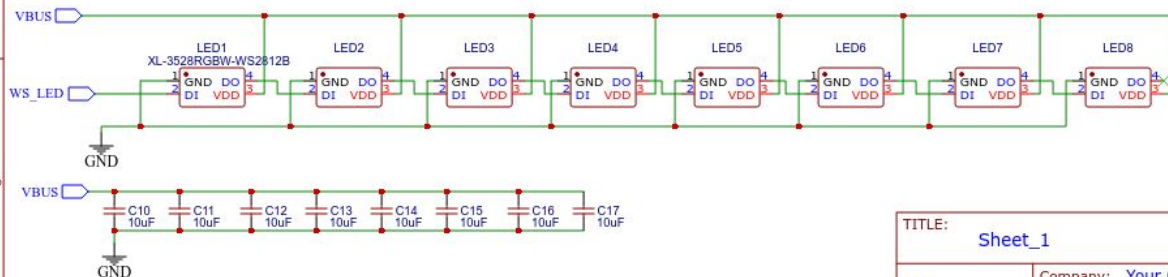 VBUS
LED1 LED2 LED3 LED4 LED5 LED6 LED7 LED8
XL-3528RGBW-WS2812B
1 GND DO 4 1 GND DO 4 1 GND DO 4 1 GND DO 4 1 GND DO 4 1 GND DO 4 1 GND DO 4 1 GND DO 4
WS_LED 2 DI VDD 3 2 DI VDD 3 2 DI VDD 3 2 DI VDD 3 2 DI VDD 3 2 DI VDD 3 2 DI VDD 3 2 DI VDD 3
GND
VBUS
C10 C11 C12 C13 C14 C15 C16 C17
10uF 10uF 10uF 10uF 10uF 10uF 10uF 10uF
GND
TITLE:
Sheet_1
Company: Your